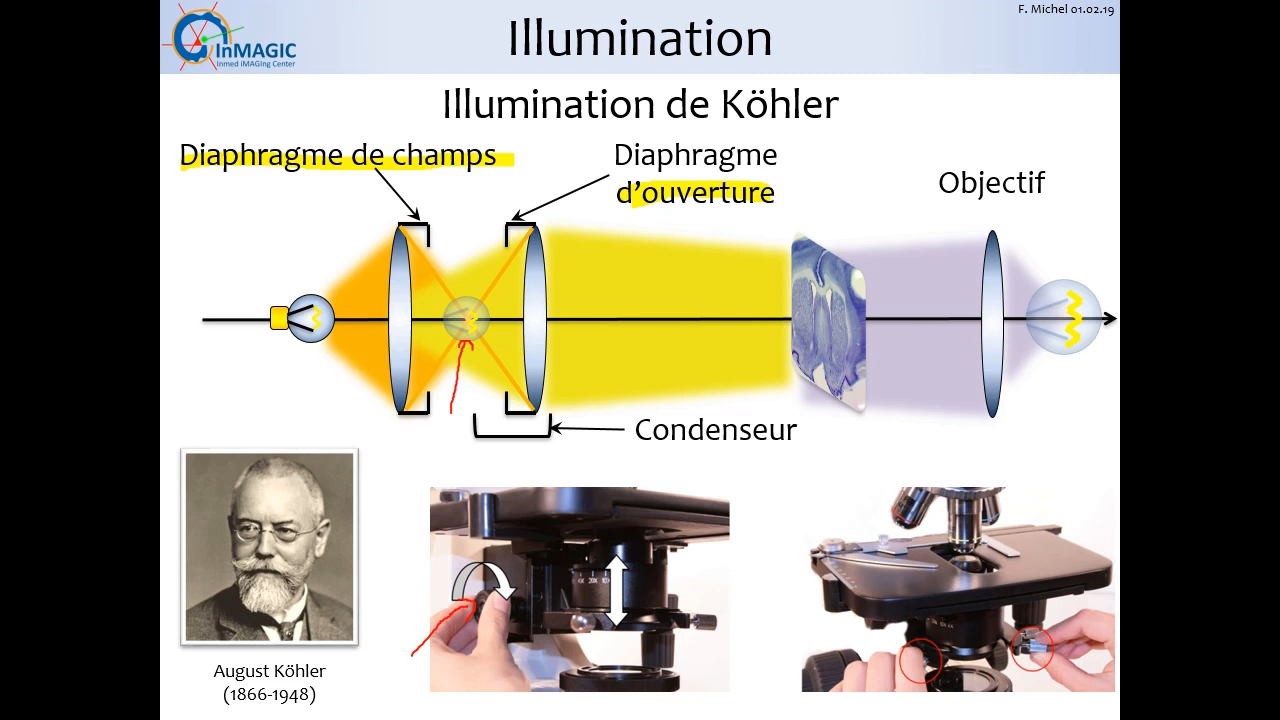 F. Michel 01.02.19
InMAGIC
Inmed iMAGIng Center
Illumination
Illumination de Köhler
Diaphragme de champs
Diaphragme
d’ouverture
Objectif
Condenseur
August Köhler
(1866-1948)